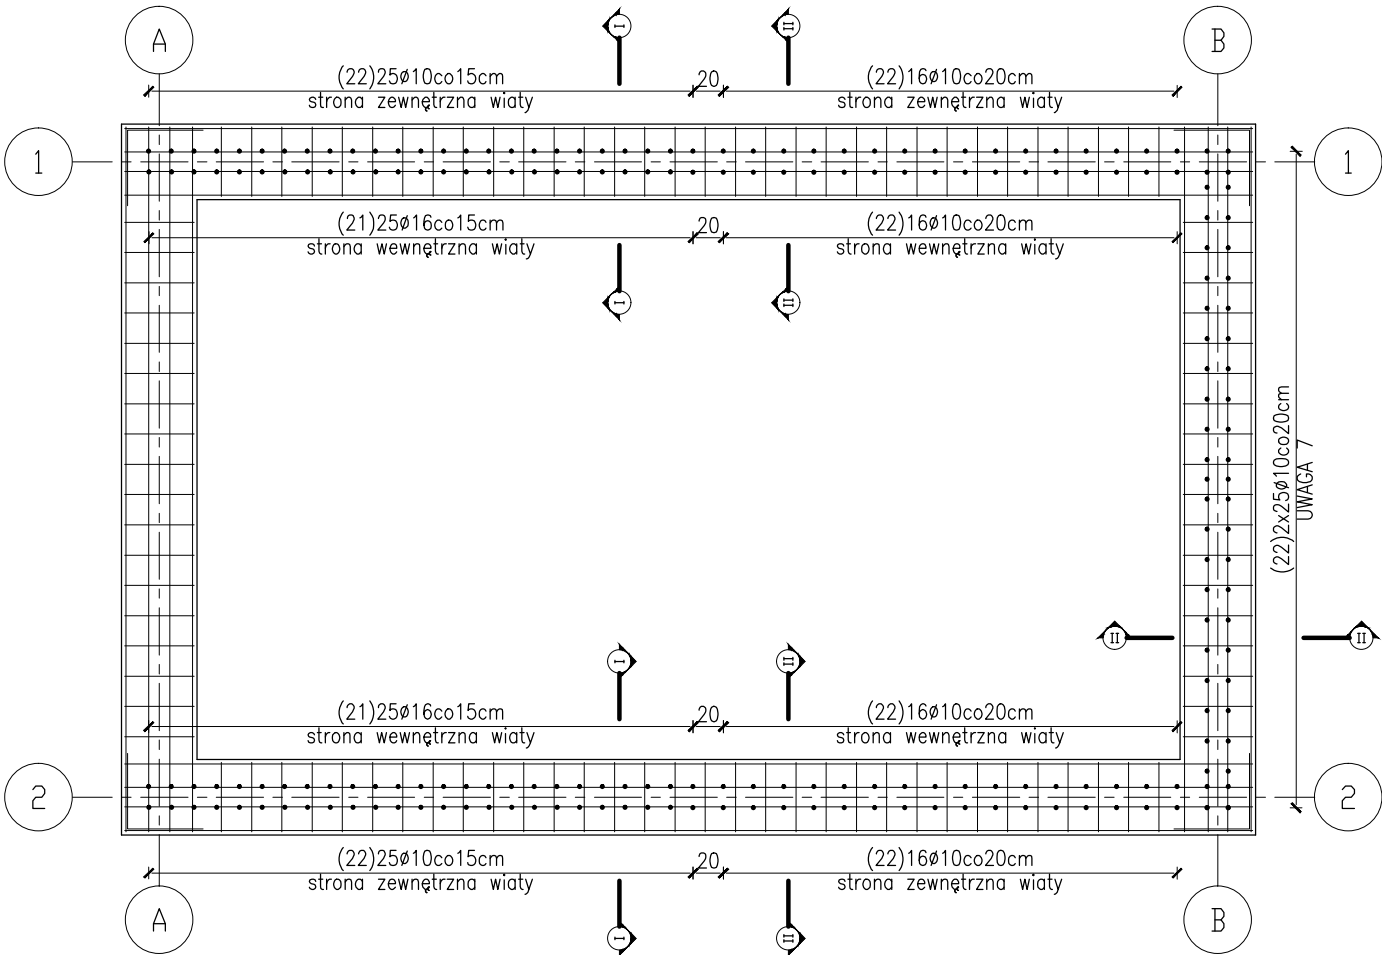 A
I
II
B
(22)25ø10co15cm
20
(22)16ø10co20cm
strona zewnętrzna wiaty
strona zewnętrzna wiaty
1
1
(21)25ø16co15cm
20
(22)16ø10co20cm
strona wewnętrzna wiaty
strona wewnętrzna wiaty
I
II
(22)2x25ø10co20cm
UWAGA 7
II
II
I
II
(21)25ø16co15cm
20
(22)16ø10co20cm
strona wewnętrzna wiaty
strona wewnętrzna wiaty
2
2
(22)25ø10co15cm
20
(22)16ø10co20cm
strona zewnętrzna wiaty
strona zewnętrzna wiaty
A
I
II
B